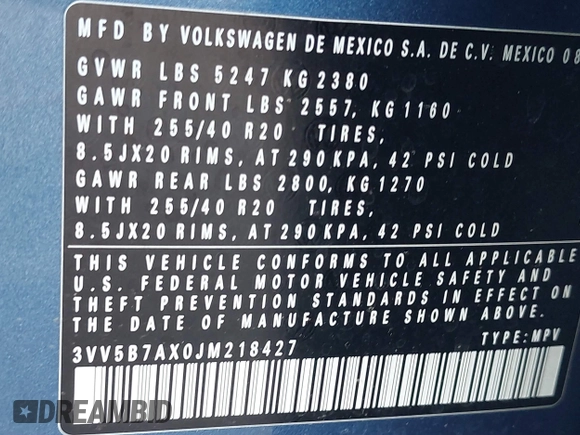 MFD BY VOLKSWAGEN DE MEXICO S.A. DE C.V. MEXICO 08
GVWR LBS 5247 KG 2380
GAWR FRONT LBS 2557, KG 1160
WITH 255/40 R20 TIRES,
8.5JX20 RIMS, AT 290 KPA, 42 PSI COLD
GAWR REAR LBS 2800, KG 1270
WITH 255/40 R20 TIRES,
8.5JX20 RIMS, AT 290 KPA, 42 PSI COLD
THIS VEHICLE CONFORMS TO ALL APPLICABLE
U.S. FEDERAL MOTOR VEHICLE SAFETY AND
THEFT PREVENTION STANDARDS IN EFFECT ON
THE DATE OF MANUFACTURE SHOWN ABOVE.
3VV5B7AX0JM218427 TYPE:MPV
DREAMBID